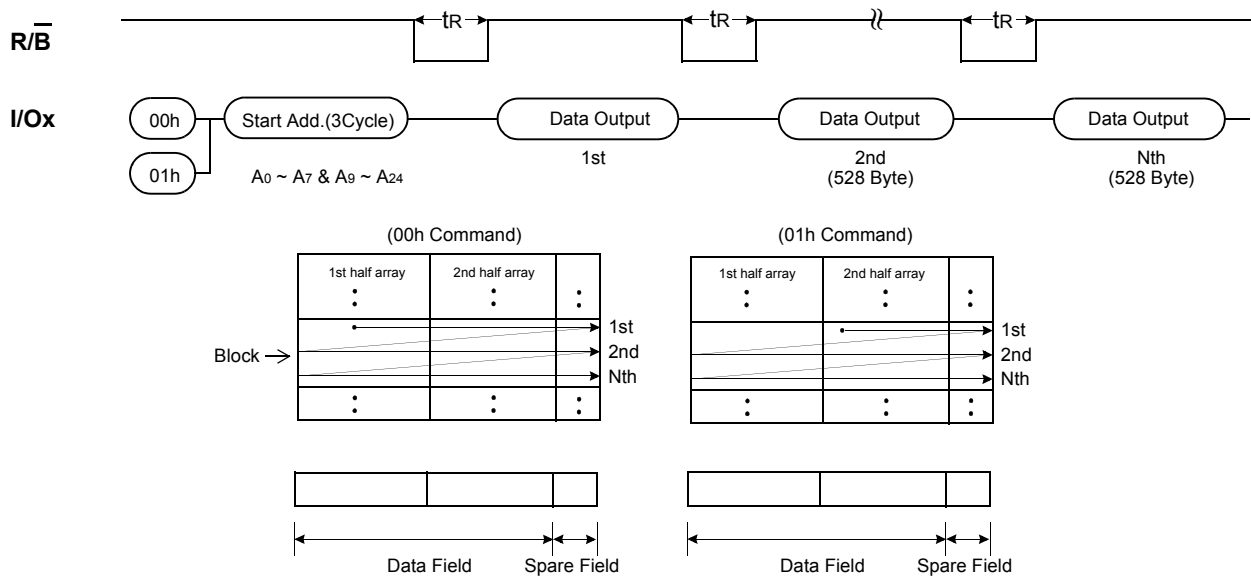 R/B tR tR tR
I/Ox 00h Start Add.(3Cycle) Data Output Data Output Data Output
01h A0 ~ A7 & A9 ~ A24 1st 2nd Nth
(528 Byte) (528 Byte)
(00h Command) (01h Command)
1st half array 2nd half array 1st half array 2nd half array
1st 1st
Block 2nd 2nd
Nth Nth
Data Field Spare Field Data Field Spare Field